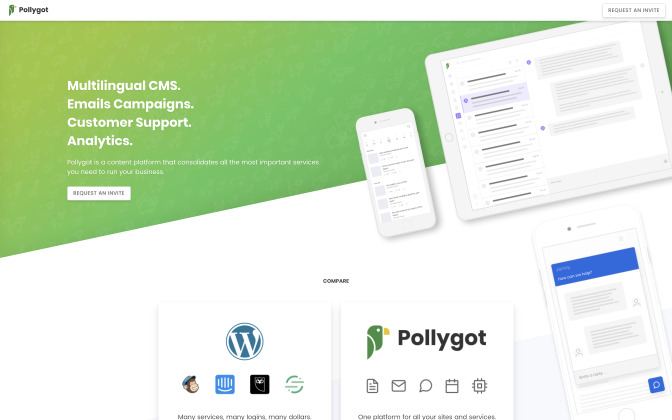 Pollygot
REQUEST AN INVITE
Multilingual CMS.
Emails Campaigns.
Customer Support.
Analytics.
Pollygot is a content platform that consolidates all the most important services
you need to run your business.
REQUEST AN INVITE
How can we help?
COMPARE
Pollygot
Many services, many logins, many dollars.
One platform for all your sites and services.